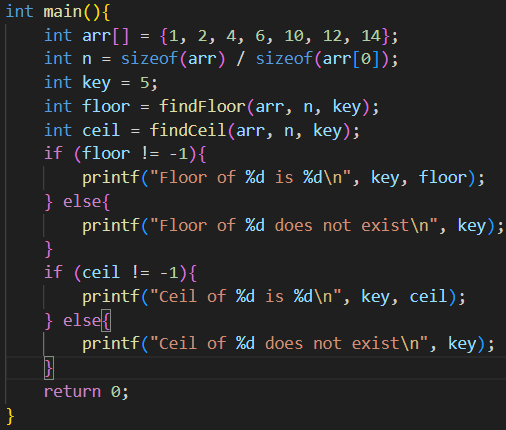 int main(){
    int arr[] = {1, 2, 4, 6, 10, 12, 14};
    int n = sizeof(arr) / sizeof(arr[0]);
    int key = 5;
    int floor = findFloor(arr, n, key);
    int ceil = findCeil(arr, n, key);
    if (floor != -1){
        printf("Floor of %d is %d\n", key, floor);
    } else{
        printf("Floor of %d does not exist\n", key);
    }
    if (ceil != -1){
        printf("Ceil of %d is %d\n", key, ceil);
    } else{
        printf("Ceil of %d does not exist\n", key);
    }
    return 0;
}